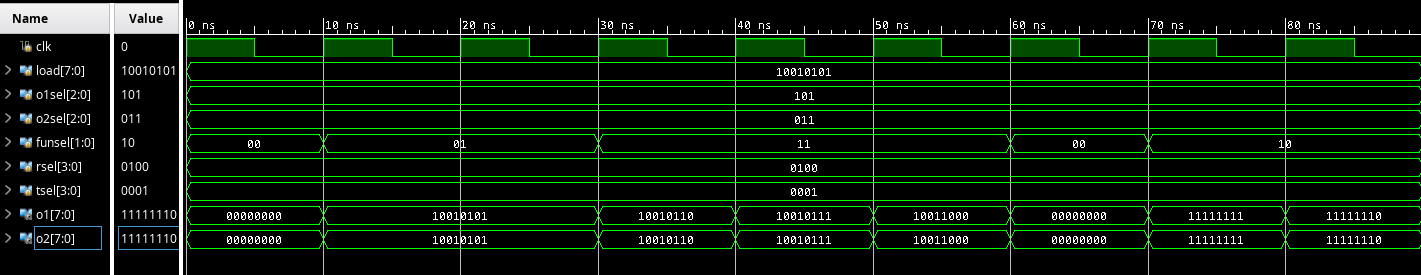 Name Value 0 ns 10 ns 20 ns 30 ns 40 ns 50 ns 60 ns 70 ns 80 ns
clk 0
load[7:0] 10010101 10010101
o1sel[2:0] 101 101
o2sel[2:0] 011 011
funsel[1:0] 10 00 01 11 00 10
rsel[3:0] 0100 0100
tsel[3:0] 0001 0001
o1[7:0] 11111110 00000000 10010101 10010110 10010111 10011000 00000000 11111111 11111110
o2[7:0] 11111110 00000000 10010101 10010110 10010111 10011000 00000000 11111111 11111110